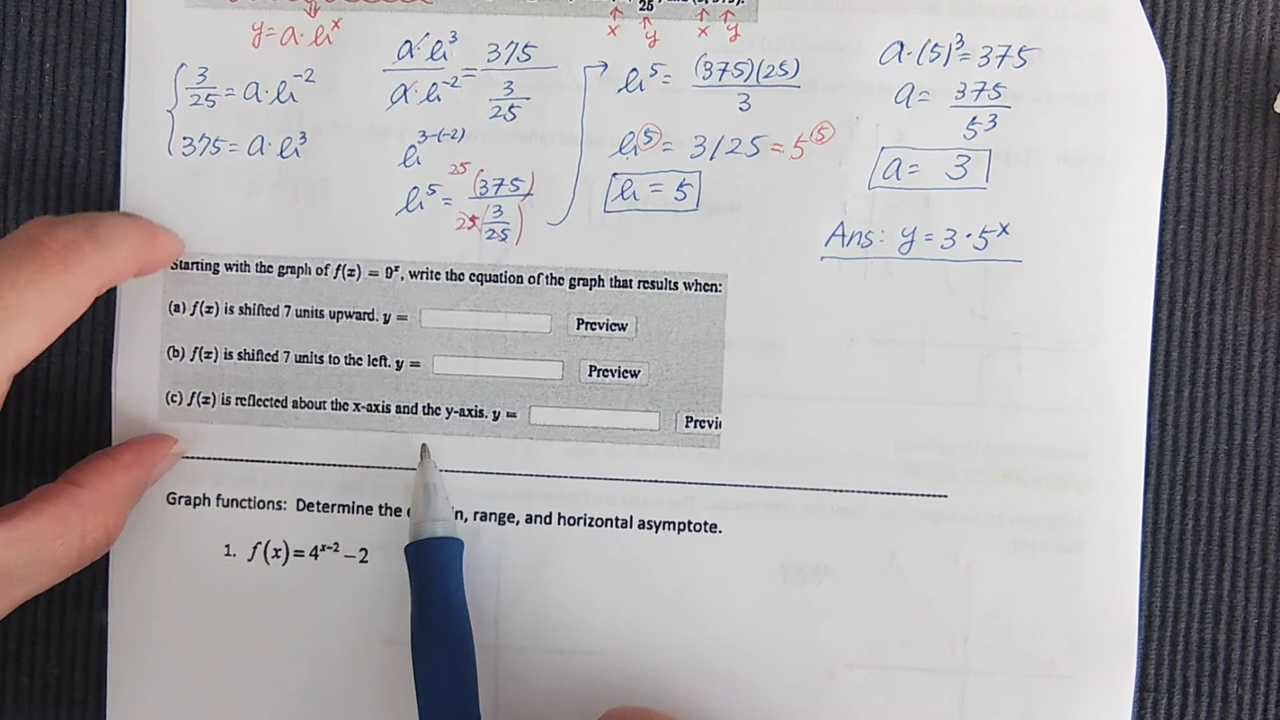 25
x y x y
y = a·b^x
{ 3/25 = a·b^-2
375 = a·b^3
a·b^3 / a·b^-2 = 375 / (3/25)
b^3-(-2)
b^5 = 25 (375) / 25 (3/25)
b^5 = (375)(25) / 3
b^5 = 3125 = 5^5
b = 5
a·(5)^3 = 375
a = 375 / 5^3
a = 3
Ans: y = 3·5^x
Starting with the graph of f(x) = 9^x, write the equation of the graph that results when:
(a) f(x) is shifted 7 units upward. y = Preview
(b) f(x) is shifted 7 units to the left. y = Preview
(c) f(x) is reflected about the x-axis and the y-axis. y = Previ
Graph functions: Determine the n, range, and horizontal asymptote.
1. f(x) = 4^x-2 – 2